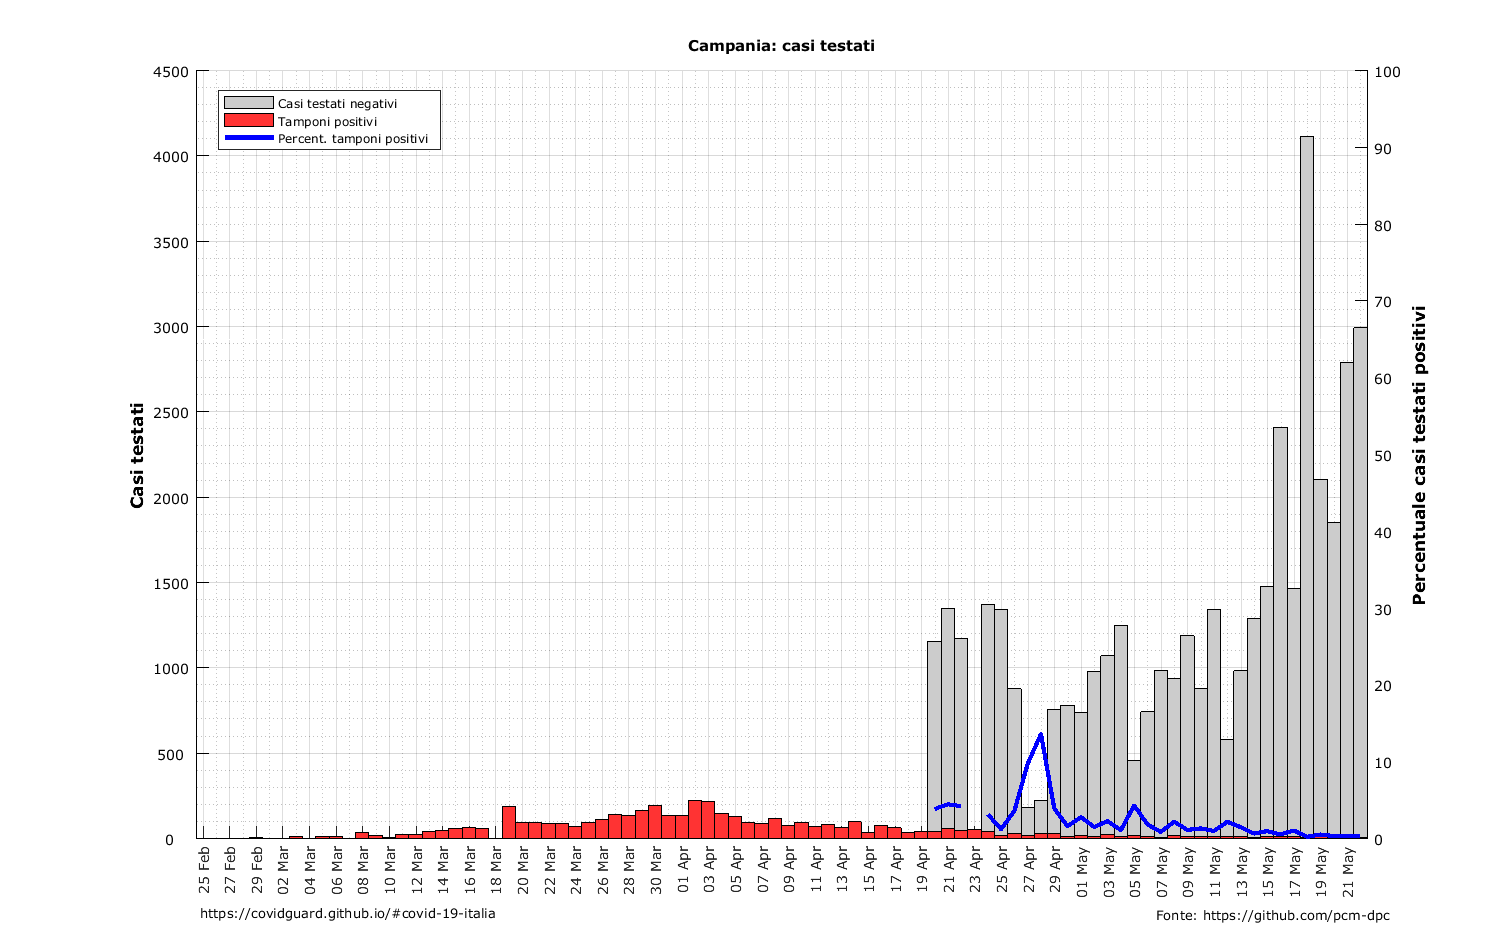 Campania: casi testati
Casi testati negativi
Tamponi positivi
Percent. tamponi positivi
Casi testati
4500
4000
3500
3000
2500
2000
1500
1000
500
0
100
90
80
70
60
50
40
30
20
10
0
Percentuale casi testati positivi
25 Feb
27 Feb
29 Feb
02 Mar
04 Mar
06 Mar
08 Mar
10 Mar
12 Mar
14 Mar
16 Mar
18 Mar
20 Mar
22 Mar
24 Mar
26 Mar
28 Mar
30 Mar
01 Apr
03 Apr
05 Apr
07 Apr
09 Apr
11 Apr
13 Apr
15 Apr
17 Apr
19 Apr
21 Apr
23 Apr
25 Apr
27 Apr
29 Apr
01 May
03 May
05 May
07 May
09 May
11 May
13 May
15 May
17 May
19 May
21 May
https://covidguard.github.io/#covid-19-italia
Fonte: https://github.com/pcm-dpc